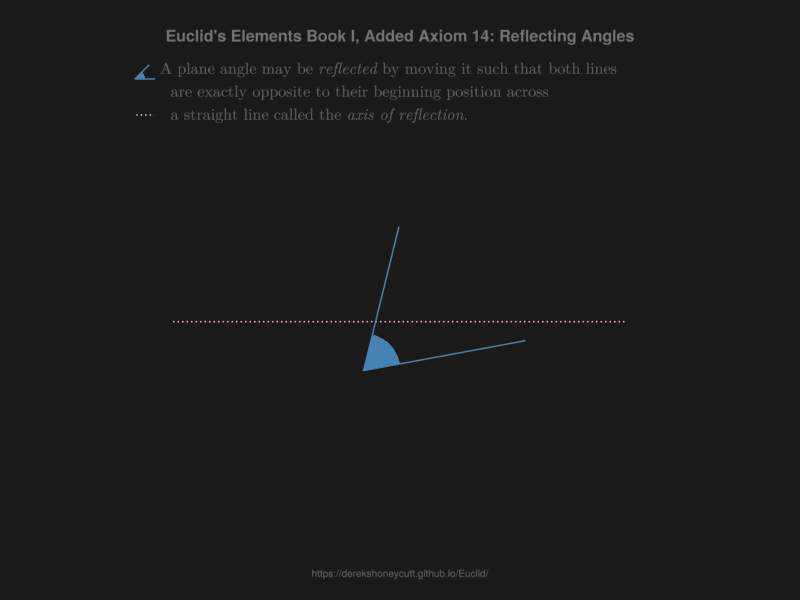 Euclid's Elements Book I, Added Axiom 14: Reflecting Angles
A plane angle may be reflected by moving it such that both lines
are exactly opposite to their beginning position across
a straight line called the axis of reflection.
https://derekshoneycutt.github.io/Euclid/